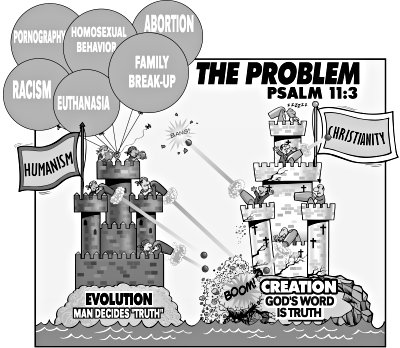 PORNOGRAPHY
HOMOSEXUAL
BEHAVIOR
ABORTION
FAMILY
BREAK-UP
RACISM
EUTHANASIA
THE PROBLEM
PSALM 11:3
BANG!
HUMANISM
CHRISTIANITY
zzzzzz
BOOM!
EVOLUTION
MAN DECIDES "TRUTH"
CREATION
GOD'S WORD
IS TRUTH